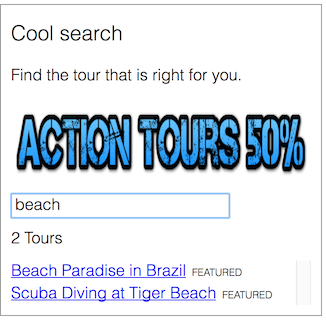 Cool search
Find the tour that is right for you.
ACTION TOURS 50%
beach
2 Tours
Beach Paradise in Brazil FEATURED
Scuba Diving at Tiger Beach FEATURED